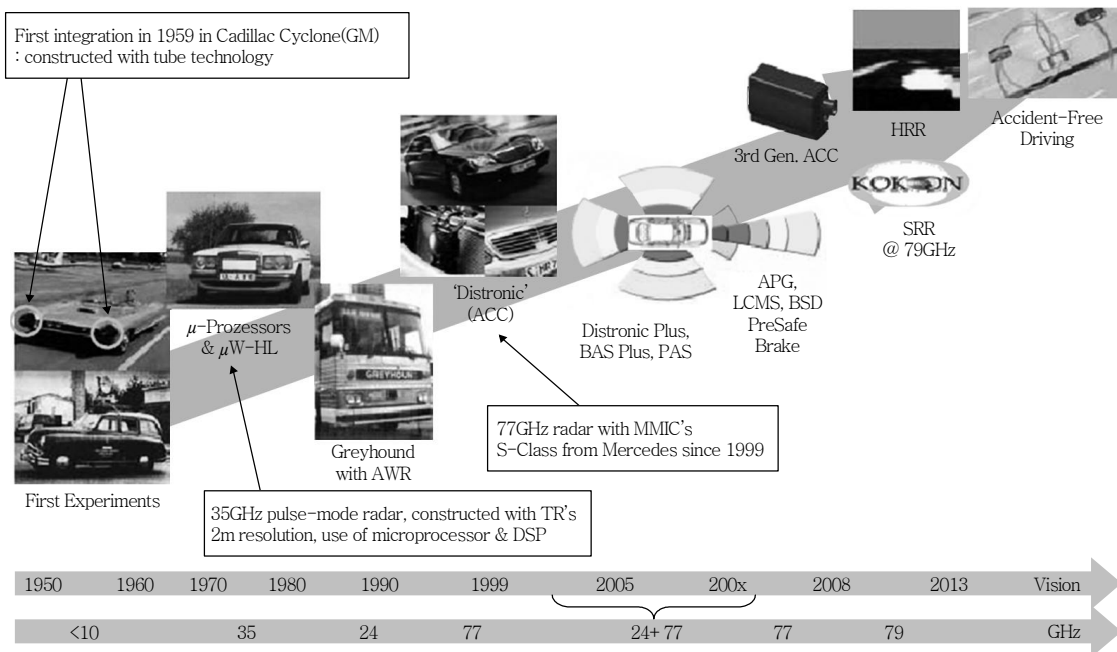 First integration in 1959 in Cadillac Cyclone(GM)
: constructed with tube technology
HRR
Accident-Free
Driving
3rd Gen. ACC
SRR
@ 79GHz
'Distronic'
(ACC)
APG,
LCMS, BSD
PreSafe
Brake
Distronic Plus,
BAS Plus, PAS
μ-Prozessors
& μW-HL
GREYHOUN
Greyhound
with AWR
77GHz radar with MMIC's
S-Class from Mercedes since 1999
First Experiments
35GHz pulse-mode radar, constructed with TR's
2m resolution, use of microprocessor & DSP
1950 1960 1970 1980 1990 1999 2005 200x 2008 2013 Vision
<10 35 24 77 24+ 77 77 79 GHz